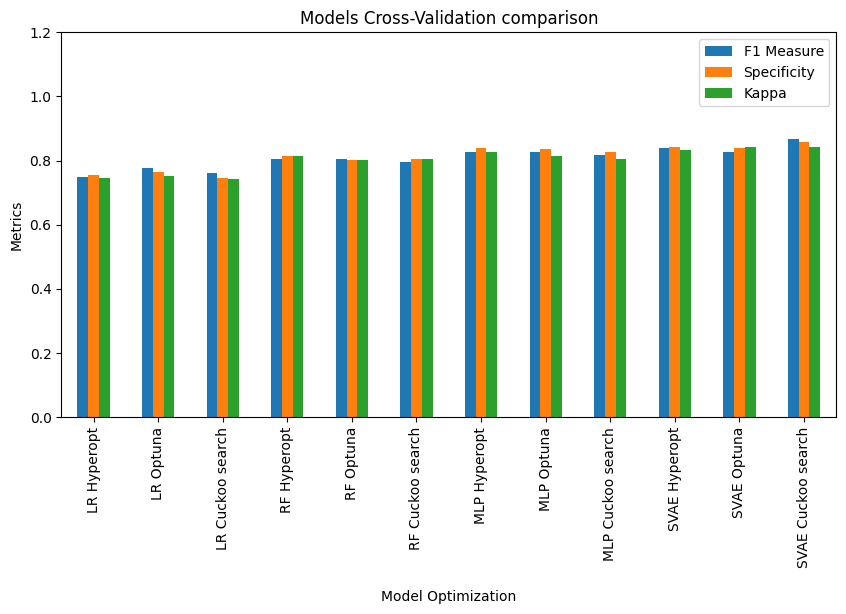 Models Cross-Validation comparison
1.2
1.0
0.8
0.6
0.4
0.2
0.0
Metrics
F1 Measure
Specificity
Kappa
LR Hyperopt
LR Optuna
LR Cuckoo search
RF Hyperopt
RF Optuna
RF Cuckoo search
MLP Hyperopt
MLP Optuna
MLP Cuckoo search
SVAE Hyperopt
SVAE Optuna
SVAE Cuckoo search
Model Optimization